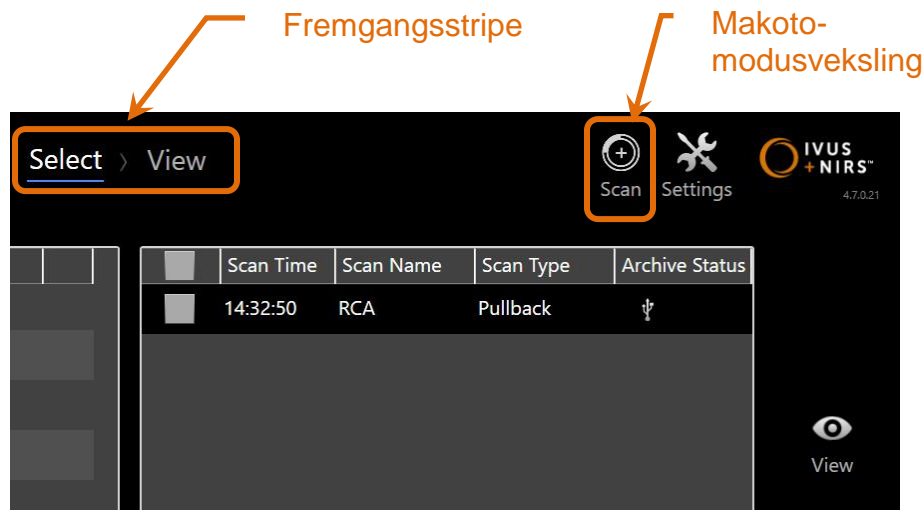 Fremgangsstripe
Makoto-
modusveksling
Select > View
Scan
Settings
IVUS
+NIRS™
4.7.0.21
Scan Time Scan Name Scan Type Archive Status
14:32:50 RCA Pullback
View